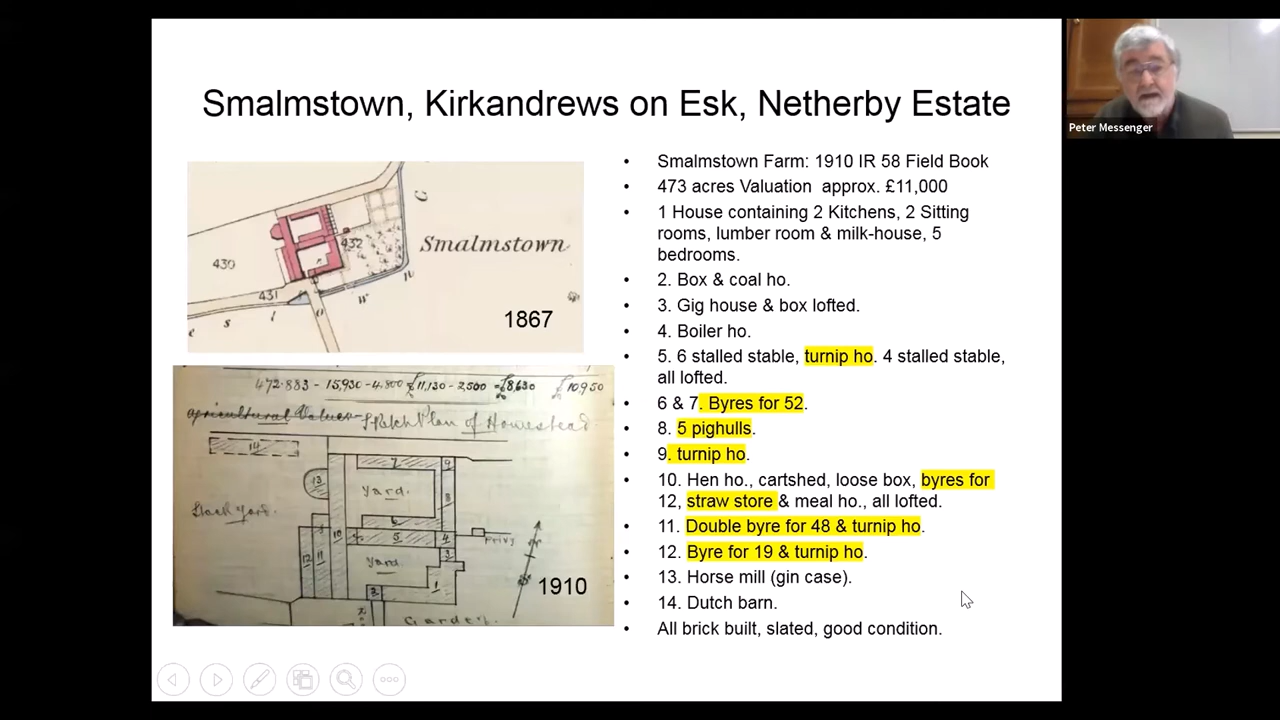 Smalmstown, Kirkandrews on Esk, Netherby Estate
Peter Messenger
430
432
431
Smalmstown
1867
472.883 - 15,930 - 4.800 £11,130 - 2,500 = £8,630 £10,950
Agricultural Value Sketch Plan of Homestead
14
7
9
13
Yard.
8
Stock yard.
6
10
5
4
Privy
12
11
3
Yard.
1
3
2
1910
Garden.
• Smalmstown Farm: 1910 IR 58 Field Book
• 473 acres Valuation approx. £11,000
• 1 House containing 2 Kitchens, 2 Sitting
rooms, lumber room & milk-house, 5
bedrooms.
• 2. Box & coal ho.
• 3. Gig house & box lofted.
• 4. Boiler ho.
• 5. 6 stalled stable, turnip ho. 4 stalled stable,
all lofted.
• 6 & 7. Byres for 52.
• 8. 5 pighulls.
• 9. turnip ho.
• 10. Hen ho., cartshed, loose box, byres for
12, straw store & meal ho., all lofted.
• 11. Double byre for 48 & turnip ho.
• 12. Byre for 19 & turnip ho.
• 13. Horse mill (gin case).
• 14. Dutch barn.
• All brick built, slated, good condition.